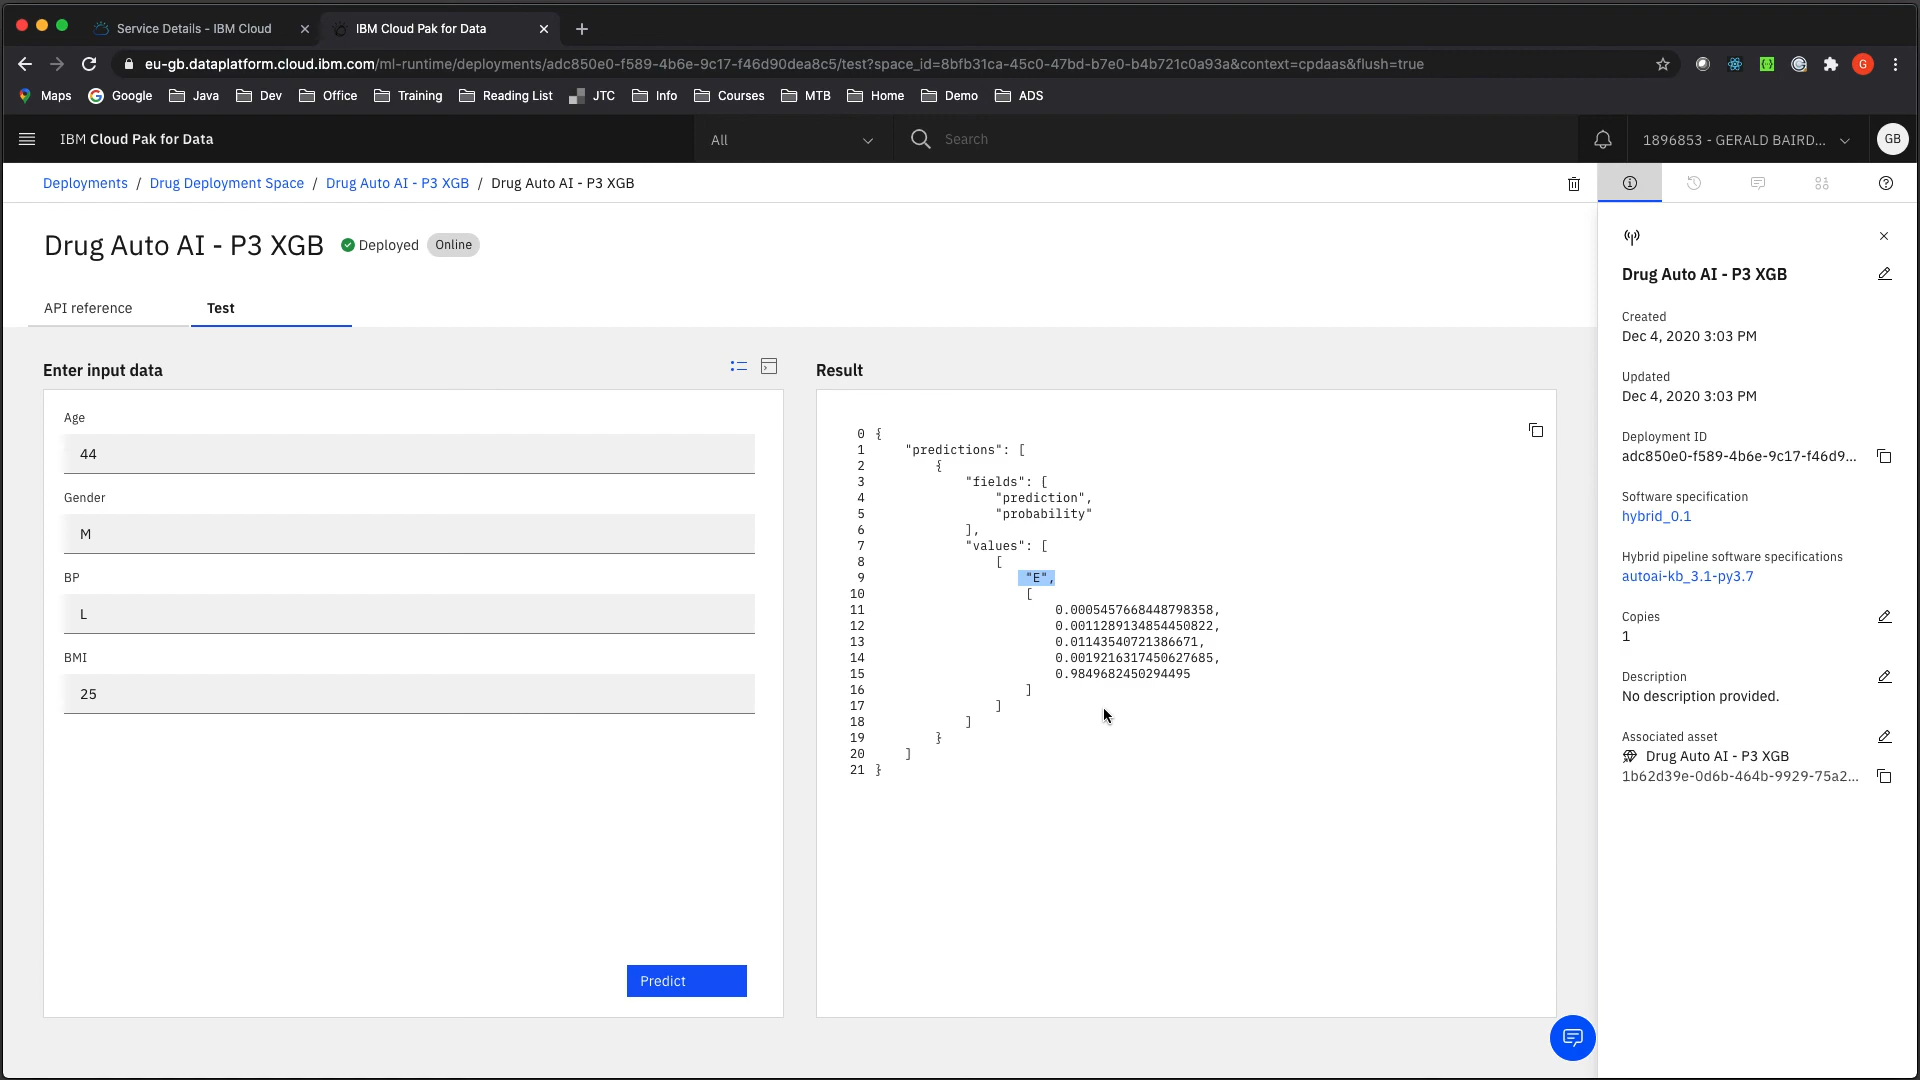 Service Details - IBM Cloud
IBM Cloud Pak for Data
eu-gb.dataplatform.cloud.ibm.com/ml-runtime/deployments/adc850e0-f589-4b6e-9c17-f46d90dea8c5/test?space_id=8bfb31ca-45c0-47bd-b7e0-b4b721c0a93a&context=cpdaas&flush=true
G
Maps Google Java Dev Office Training Reading List JTC Info Courses MTB Home Demo ADS
IBM Cloud Pak for Data
All
Search
1896853 - GERALD BAIRD...
GB
Deployments / Drug Deployment Space / Drug Auto AI - P3 XGB / Drug Auto AI - P3 XGB
Drug Auto AI - P3 XGB
Deployed
Online
API reference
Test
Enter input data
Age
44
Gender
M
BP
L
BMI
25
Predict
Result
0 {
1 "predictions": [
2 {
3 "fields": [
4 "prediction",
5 "probability"
6 ],
7 "values": [
8 [
9 "E",
10 [
11 0.0005457668448798358,
12 0.0011289134854450822,
13 0.01143540721386671,
14 0.0019216317450627685,
15 0.9849682450294495
16 ]
17 ]
18 ]
19 }
20 ]
21 }
Drug Auto AI - P3 XGB
Created
Dec 4, 2020 3:03 PM
Updated
Dec 4, 2020 3:03 PM
Deployment ID
adc850e0-f589-4b6e-9c17-f46d9...
Software specification
hybrid_0.1
Hybrid pipeline software specifications
autoai-kb_3.1-py3.7
Copies
1
Description
No description provided.
Associated asset
Drug Auto AI - P3 XGB
1b62d39e-0d6b-464b-9929-75a2...